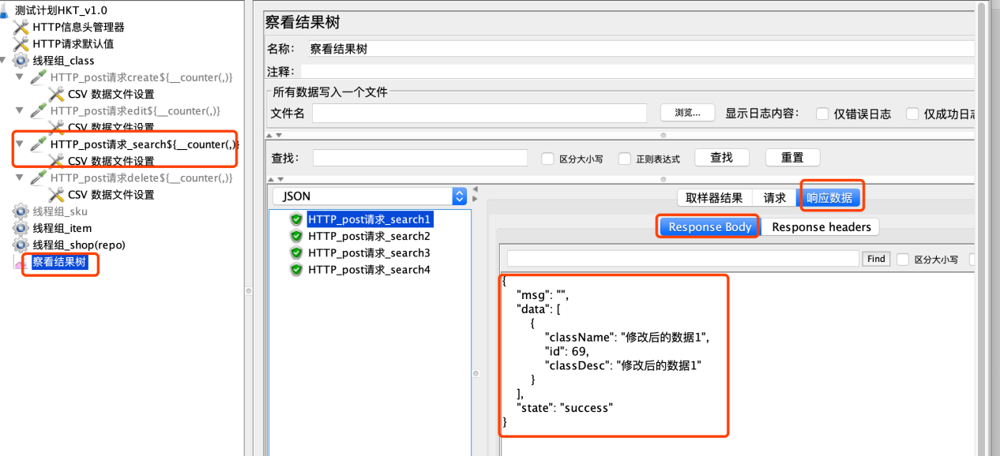 测试计划HKT_v1.0
HTTP信息头管理器
HTTP请求默认值
线程组_class
HTTP_post请求create${__counter(,)}
CSV 数据文件设置
HTTP_post请求edit${__counter(,)}
CSV 数据文件设置
HTTP_post请求_search${__counter(,)}
CSV 数据文件设置
HTTP_post请求delete${__counter(,)}
CSV 数据文件设置
线程组_sku
线程组_item
线程组_shop(repo)
察看结果树
察看结果树
名称： 察看结果树
注释：
所有数据写入一个文件
文件名 浏览... 显示日志内容： 仅错误日志 仅成功日志
查找： 区分大小写 正则表达式 查找 重置
JSON
HTTP_post请求_search1
HTTP_post请求_search2
HTTP_post请求_search3
HTTP_post请求_search4
取样器结果 请求 响应数据
Response Body Response headers
Find 区分大小写
{
"msg": "",
"data": [
{
"className": "修改后的数据1",
"id": 69,
"classDesc": "修改后的数据1"
}
],
"state": "success"
}